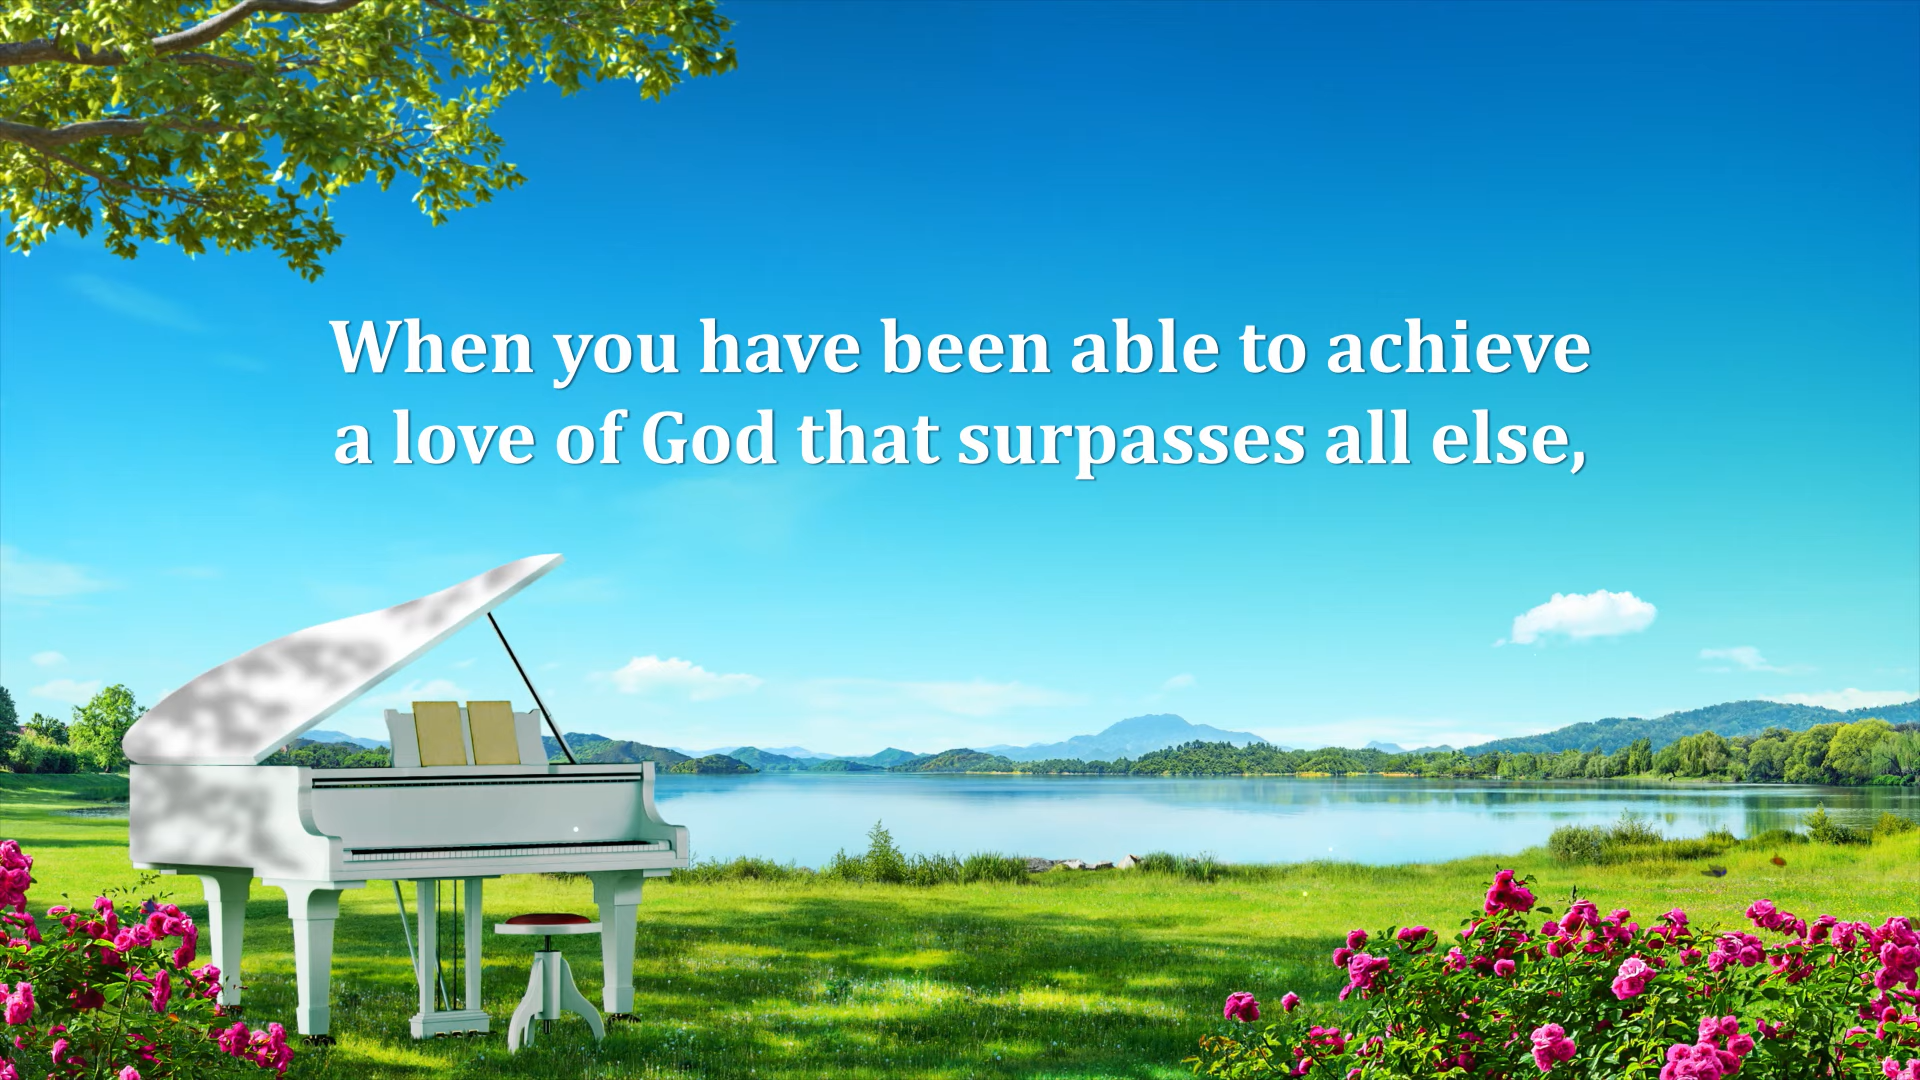 When you have been able to achieve
a love of God that surpasses all else,